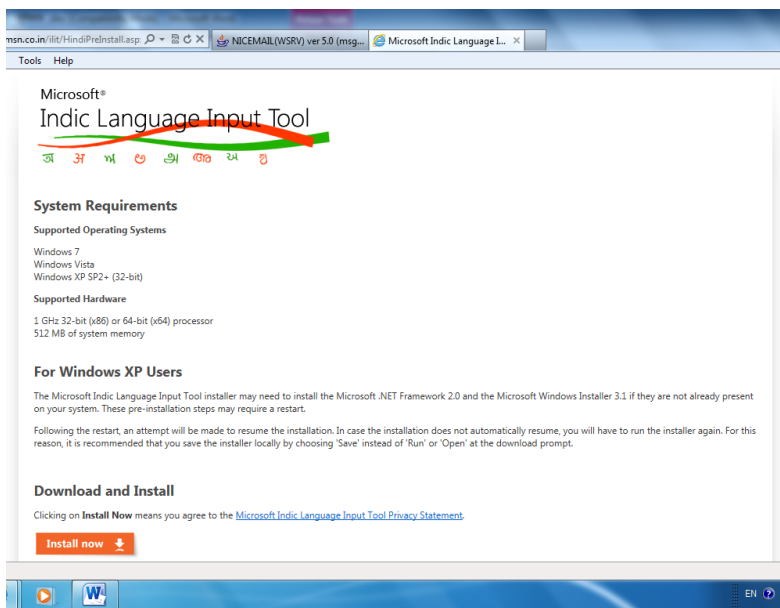 msn.co.in/ilit/HindiPreInstall.asp
NICEMAIL(WSRV) ver 5.0 (msg...
Microsoft Indic Language I...
Tools Help
Microsoft®
Indic Language Input Tool
অ अ ਅ అ அ അ અ ಕ
System Requirements
Supported Operating Systems
Windows 7
Windows Vista
Windows XP SP2+ (32-bit)
Supported Hardware
1 GHz 32-bit (x86) or 64-bit (x64) processor
512 MB of system memory
For Windows XP Users
The Microsoft Indic Language Input Tool installer may need to install the Microsoft .NET Framework 2.0 and the Microsoft Windows Installer 3.1 if they are not already present
on your system. These pre-installation steps may require a restart.
Following the restart, an attempt will be made to resume the installation. In case the installation does not automatically resume, you will have to run the installer again. For this
reason, it is recommended that you save the installer locally by choosing 'Save' instead of 'Run' or 'Open' at the download prompt.
Download and Install
Clicking on Install Now means you agree to the Microsoft Indic Language Input Tool Privacy Statement.
Install now
EN